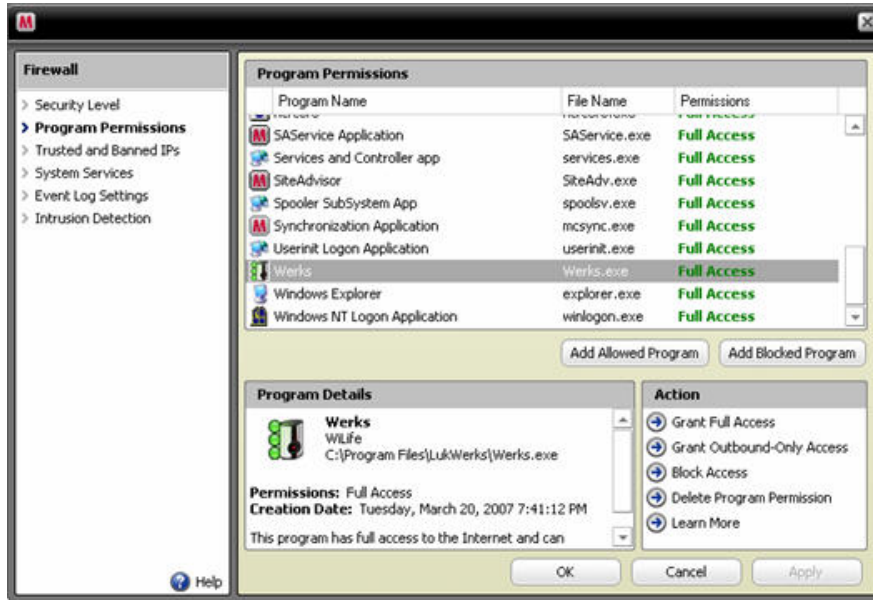 Firewall
Security Level
Program Permissions
Trusted and Banned IPs
System Services
Event Log Settings
Intrusion Detection
Help
Program Permissions
Program Name File Name Permissions
SAService Application SAService.exe Full Access
Services and Controller app services.exe Full Access
SiteAdvisor SiteAdv.exe Full Access
Spooler SubSystem App spoolsv.exe Full Access
Synchronization Application mcsync.exe Full Access
Userinit Logon Application userinit.exe Full Access
Werks Werks.exe Full Access
Windows Explorer explorer.exe Full Access
Windows NT Logon Application winlogon.exe Full Access
Add Allowed Program Add Blocked Program
Program Details
Werks
WiLife
C:\Program Files\LukWerks\Werks.exe
Permissions: Full Access
Creation Date: Tuesday, March 20, 2007 7:41:12 PM
This program has full access to the Internet and can
Action
Grant Full Access
Grant Outbound-Only Access
Block Access
Delete Program Permission
Learn More
OK Cancel Apply